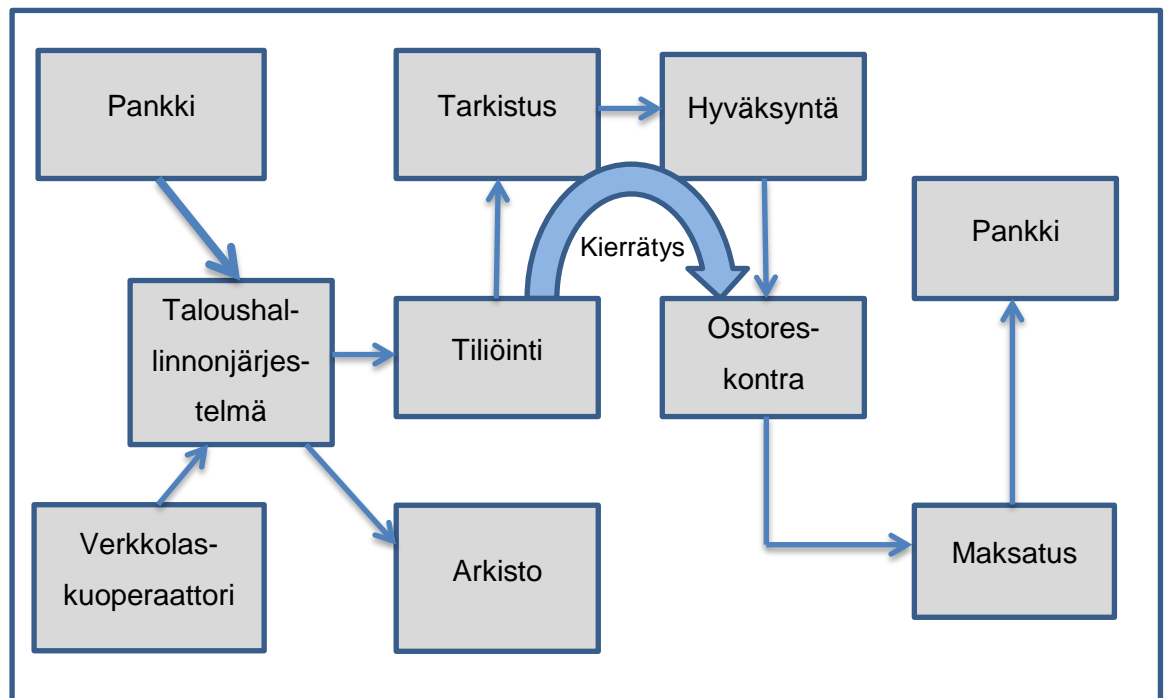 Pankki
Tarkistus
Hyväksyntä
Pankki
Kierrätys
Taloushal-
linnonjärjes-
telmä
Tiliöinti
Ostores-
kontra
Verkkolas-
kuoperaattori
Arkisto
Maksatus